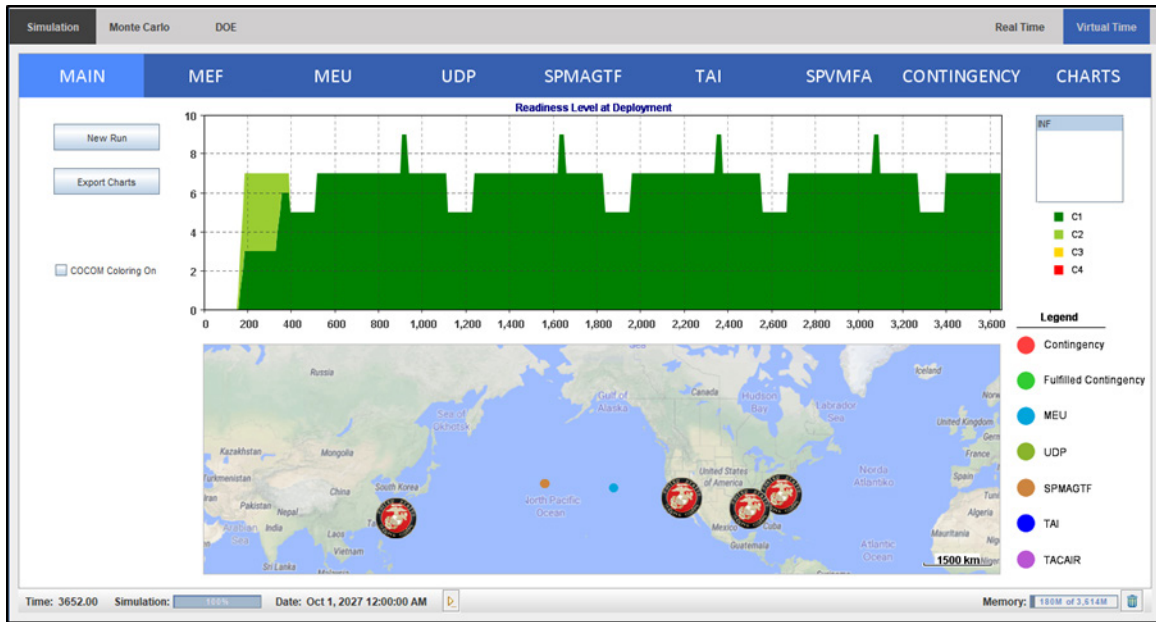 Simulation Monte Carlo DOE Real Time Virtual Time
MAIN MEF MEU UDP SPMAGTF TAI SPVMFA CONTINGENCY CHARTS
Readiness Level at Deployment
New Run
Export Charts
COCOM Coloring On
10
8
6
4
2
0
0 200 400 600 800 1,000 1,200 1,400 1,600 1,800 2,000 2,200 2,400 2,600 2,800 3,000 3,200 3,400 3,600
INF
C1
C2
C3
C4
Legend
Contingency
Fulfilled Contingency
MEU
UDP
SPMAGTF
TAI
TACAIR
Russia
Sea of
Okhotsk
Kazakhstan
Mongolia
Turkmenistan
China
South Korea
Iran
Pakistan
Nepal
Arabian
Sea
India
Laos
Vietnam
Sri Lanka
Gulf of
Alaska
Canada
Hudson
Bay
Labrador
Sea
Iceland
United Kingdom
France
Spain
United States
of America
Norda
Atlantiko
North Pacific
Ocean
Mexico
Cuba
Guatemala
Algeria
Mauritania
Atlantic
Ocean
1500 km
Time: 3652.00 Simulation: 100% Date: Oct 1, 2027 12:00:00 AM Memory: 180M of 3,614M